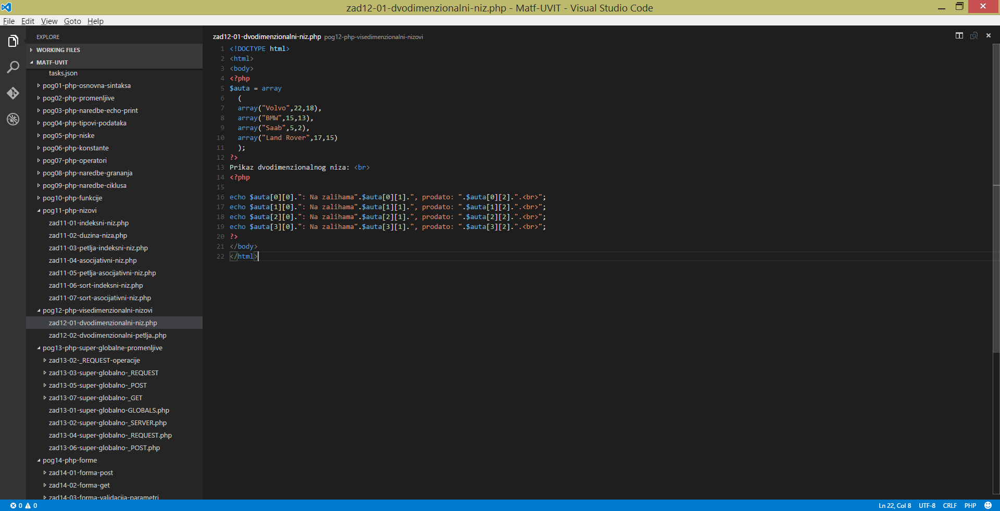 zad12-01-dvodimenzionalni-niz.php - Matf-UVIT - Visual Studio Code
File Edit View Goto Help
EXPLORE
WORKING FILES
MATF-UVIT
tasks.json
pog01-php-osnovna-sintaksa
pog02-php-promenljive
pog03-php-naredbe-echo-print
pog04-php-tipovi-podataka
pog05-php-niske
pog06-php-konstante
pog07-php-operatori
pog08-php-naredbe-grananja
pog09-php-naredbe-ciklusa
pog10-php-funkcije
pog11-php-nizovi
zad11-01-indeksni-niz.php
zad11-02-duzina-niza.php
zad11-03-petlja-indeksni-niz.php
zad11-04-asocijativni-niz.php
zad11-05-petlja-asocijativni-niz.php
zad11-06-sort-indeksni-niz.php
zad11-07-sort-asocijativni-niz.php
pog12-php-visedimenzionalni-nizovi
zad12-01-dvodimenzionalni-niz.php
zad12-02-dvodimenzionalni-petlja..php
pog13-php-super-globalne-promenljive
zad13-02-_REQUEST-operacije
zad13-03-super-globalno-_REQUEST
zad13-05-super-globalno-_POST
zad13-07-super-globalno-_GET
zad13-01-super-globalno-GLOBALS.php
zad13-02-super-globalno-_SERVER.php
zad13-04-super-globalno-_REQUEST.php
zad13-06-super-globalno-_POST.php
pog14-php-forme
zad14-01-forma-post
zad14-02-forma-get
zad14-03-forma-validacija-parametri
zad12-01-dvodimenzionalni-niz.php pog12-php-visedimenzionalni-nizovi
1 <!DOCTYPE html>
2 <html>
3 <body>
4 <?php
5 $auta = array
6 (
7 array("Volvo",22,18),
8 array("BMW",15,13),
9 array("Saab",5,2),
10 array("Land Rover",17,15)
11 );
12 ?>
13 Prikaz dvodimenzionalnog niza: <br>
14 <?php
15
16 echo $auta[0][0].": Na zalihama".$auta[0][1].", prodato: ".$auta[0][2].".<br>";
17 echo $auta[1][0].": Na zalihama".$auta[1][1].", prodato: ".$auta[1][2].".<br>";
18 echo $auta[2][0].": Na zalihama".$auta[2][1].", prodato: ".$auta[2][2].".<br>";
19 echo $auta[3][0].": Na zalihama".$auta[3][1].", prodato: ".$auta[3][2].".<br>";
20 ?>
21 </body>
22 </html>
0 0
Ln 22, Col 8 UTF-8 CRLF PHP